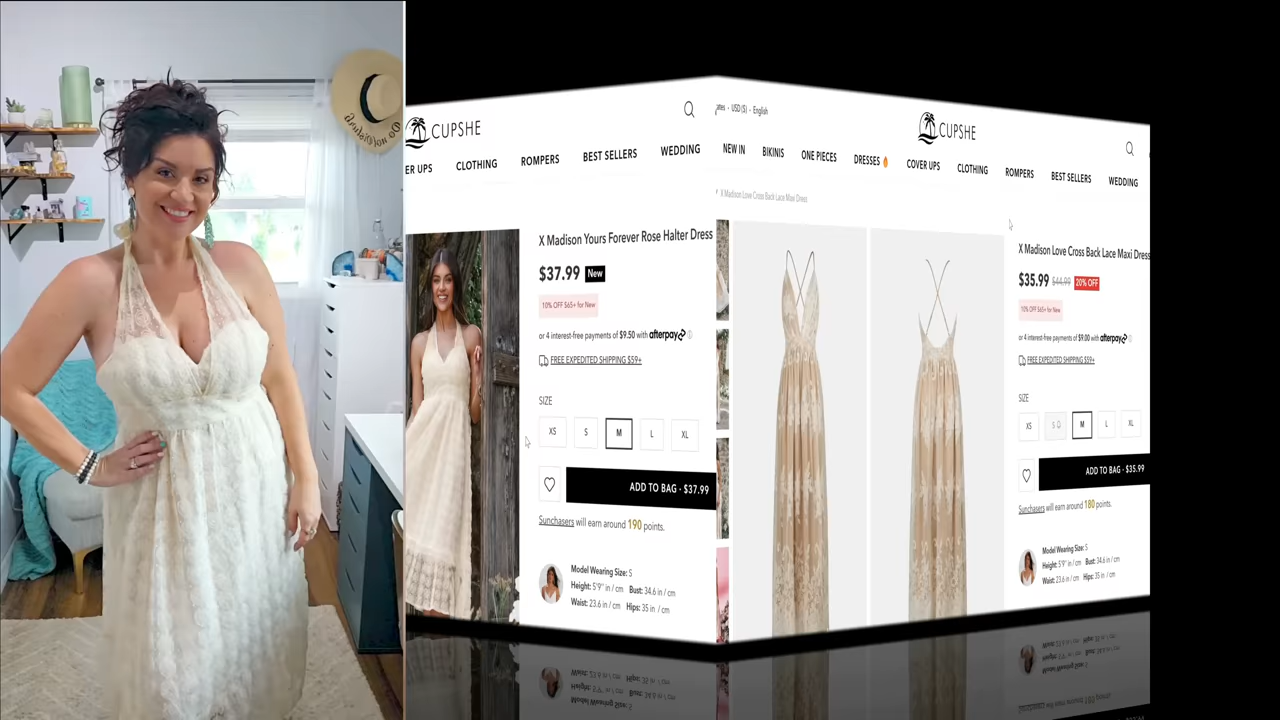 CUPSHE
ER UPS CLOTHING ROMPERS BEST SELLERS WEDDING
X Madison Yours Forever Rose Halter Dress
$37.99 New
10% OFF $65+ for New
or 4 interest-free payments of $9.50 with afterpay
FREE EXPEDITED SHIPPING $59+
SIZE
XS S M L XL
ADD TO BAG - $37.99
Sunchasers will earn around 190 points.
Model Wearing Size: S
Height: 5'9" in / cm Bust: 34.6 in / cm
Waist: 23.6 in / cm Hips: 35 in / cm
USD ($) - English
CUPSHE
NEW IN BIKINIS ONE PIECES DRESSES COVER UPS CLOTHING ROMPERS BEST SELLERS WEDDING
X Madison Love Cross Back Lace Maxi Dress
X Madison Love Cross Back Lace Maxi Dress
$35.99 $44.99 20% OFF
10% OFF $65+ for New
or 4 interest-free payments of $9.00 with afterpay
FREE EXPEDITED SHIPPING $59+
SIZE
XS S M L XL
ADD TO BAG - $35.99
Sunchasers will earn around 180 points.
Model Wearing Size: S
Height: 5'9" in / cm Bust: 34.6 in / cm
Waist: 23.6 in / cm Hips: 35 in / cm